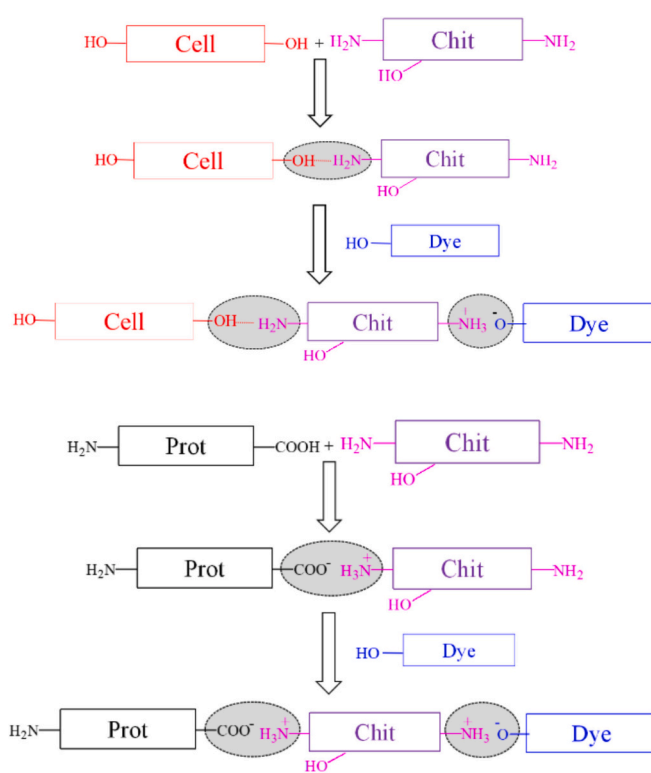 HO Cell OH + H₂N Chit NH₂
HO
HO Cell OH H₂N Chit NH₂
HO
HO Dye
HO Cell OH H₂N Chit NH₃⁺ ⁻O Dye
HO
H₂N Prot COOH + H₂N Chit NH₂
HO
H₂N Prot COO⁻ H₃N⁺ Chit NH₂
HO
HO Dye
H₂N Prot COO⁻ H₃N⁺ Chit NH₃⁺ ⁻O Dye
HO